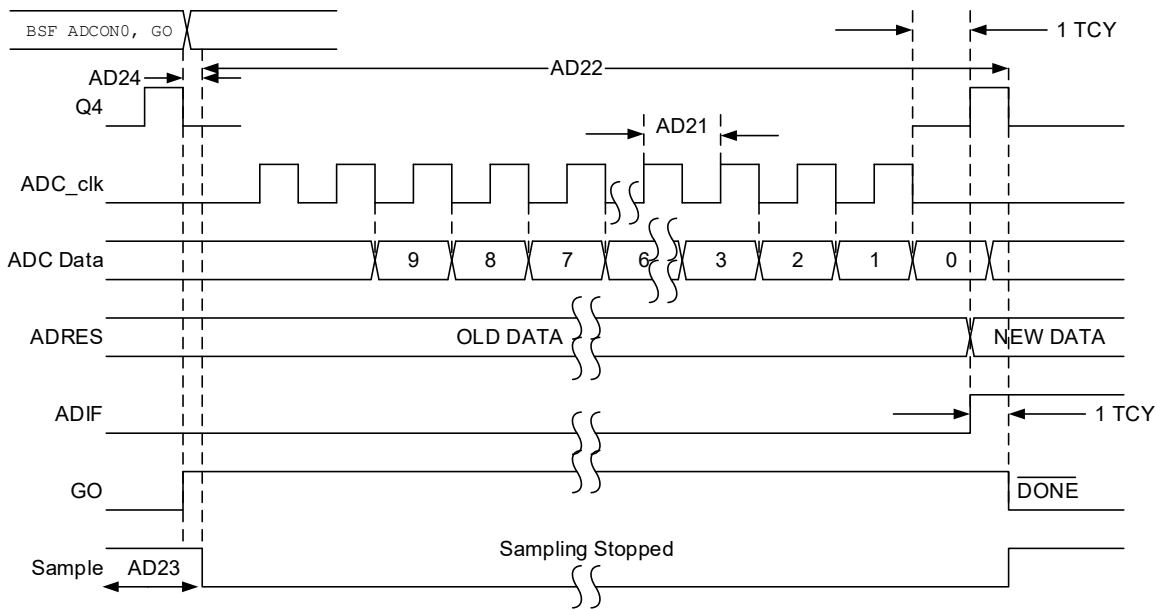 BSF ADCON0, GO
1 TCY
AD24
AD22
Q4
AD21
ADC_clk
ADC Data
9 8 7 6 3 2 1 0
ADRES
OLD DATA
NEW DATA
ADIF
1 TCY
GO
DONE
Sampling Stopped
Sample
AD23